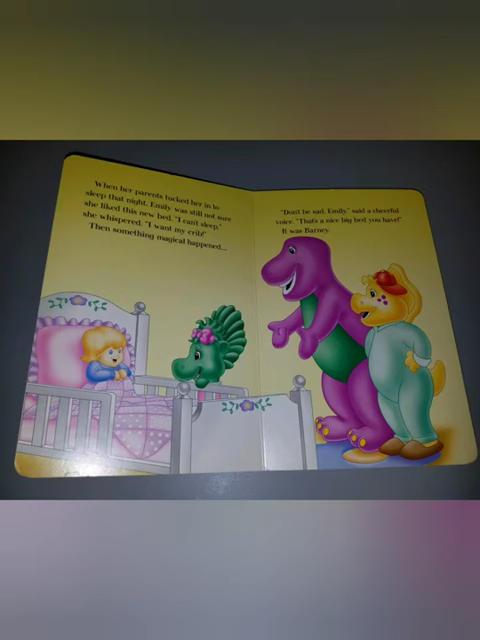 When her parents tucked her in to
sleep that night, Emily was still not sure
she liked this new bed. "I can't sleep,"
she whispered. "I want my crib!"
Then something magical happened...
"Don't be sad, Emily," said a cheerful
voice. "That's a nice big bed you have!"
It was Barney.